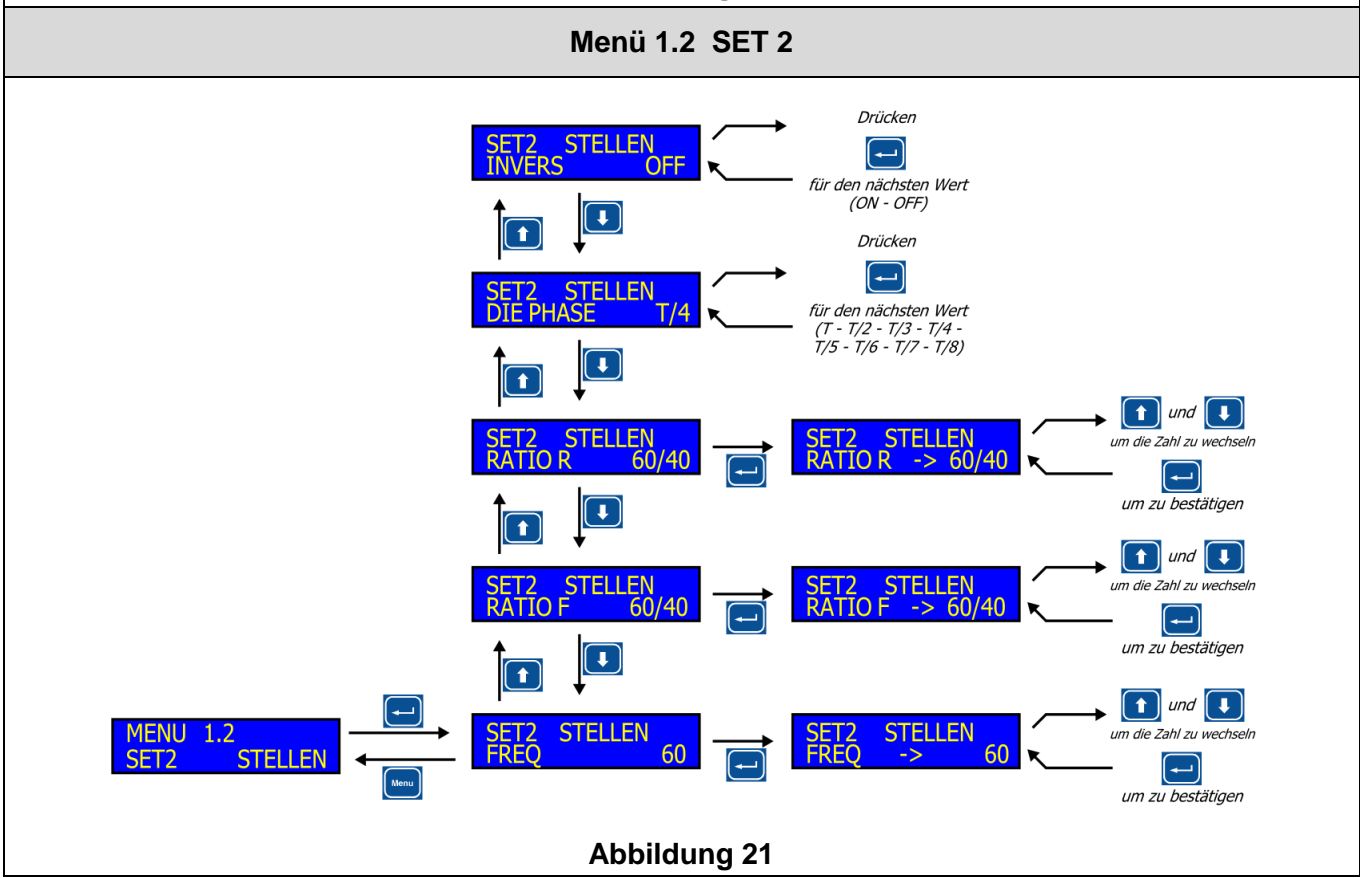 Menü 1.2 SET 2
SET2 STELLEN
INVERS OFF
Drücken
für den nächsten Wert
(ON - OFF)
SET2 STELLEN
DIE PHASE T/4
Drücken
für den nächsten Wert
(T - T/2 - T/3 - T/4 -
T/5 - T/6 - T/7 - T/8)
SET2 STELLEN
RATIO R 60/40
SET2 STELLEN
RATIO R -> 60/40
und
um die Zahl zu wechseln
um zu bestätigen
SET2 STELLEN
RATIO F 60/40
SET2 STELLEN
RATIO F -> 60/40
und
um die Zahl zu wechseln
um zu bestätigen
MENU 1.2
SET2 STELLEN
Menu
SET2 STELLEN
FREQ 60
SET2 STELLEN
FREQ -> 60
und
um die Zahl zu wechseln
um zu bestätigen
Abbildung 21